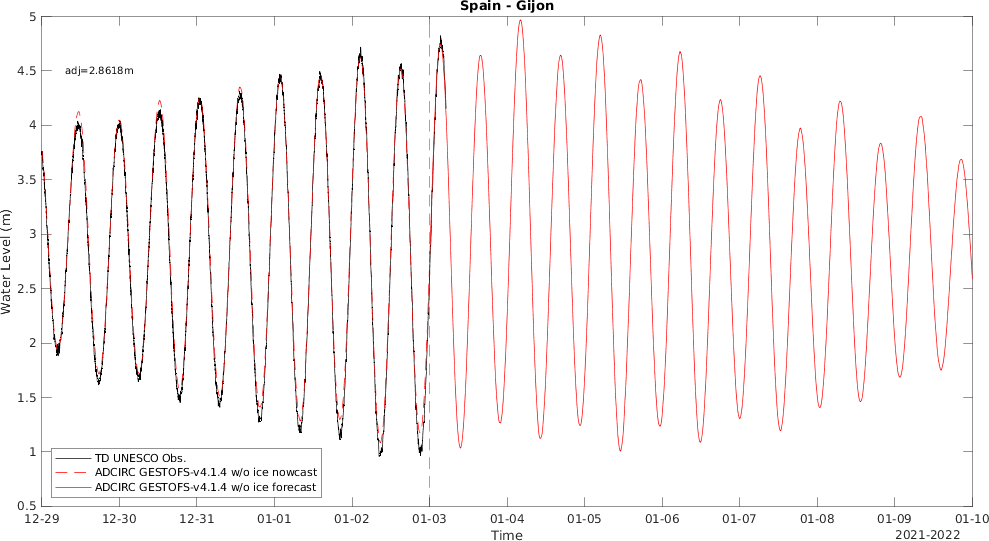 Spain - Gijon
5
4.5
4
3.5
3
2.5
2
1.5
1
0.5
Water Level (m)
adj=2.8618m
TD UNESCO Obs.
ADCIRC GESTOFS-v4.1.4 w/o ice nowcast
ADCIRC GESTOFS-v4.1.4 w/o ice forecast
12-29 12-30 12-31 01-01 01-02 01-03 01-04 01-05 01-06 01-07 01-08 01-09 01-10
Time
2021-2022